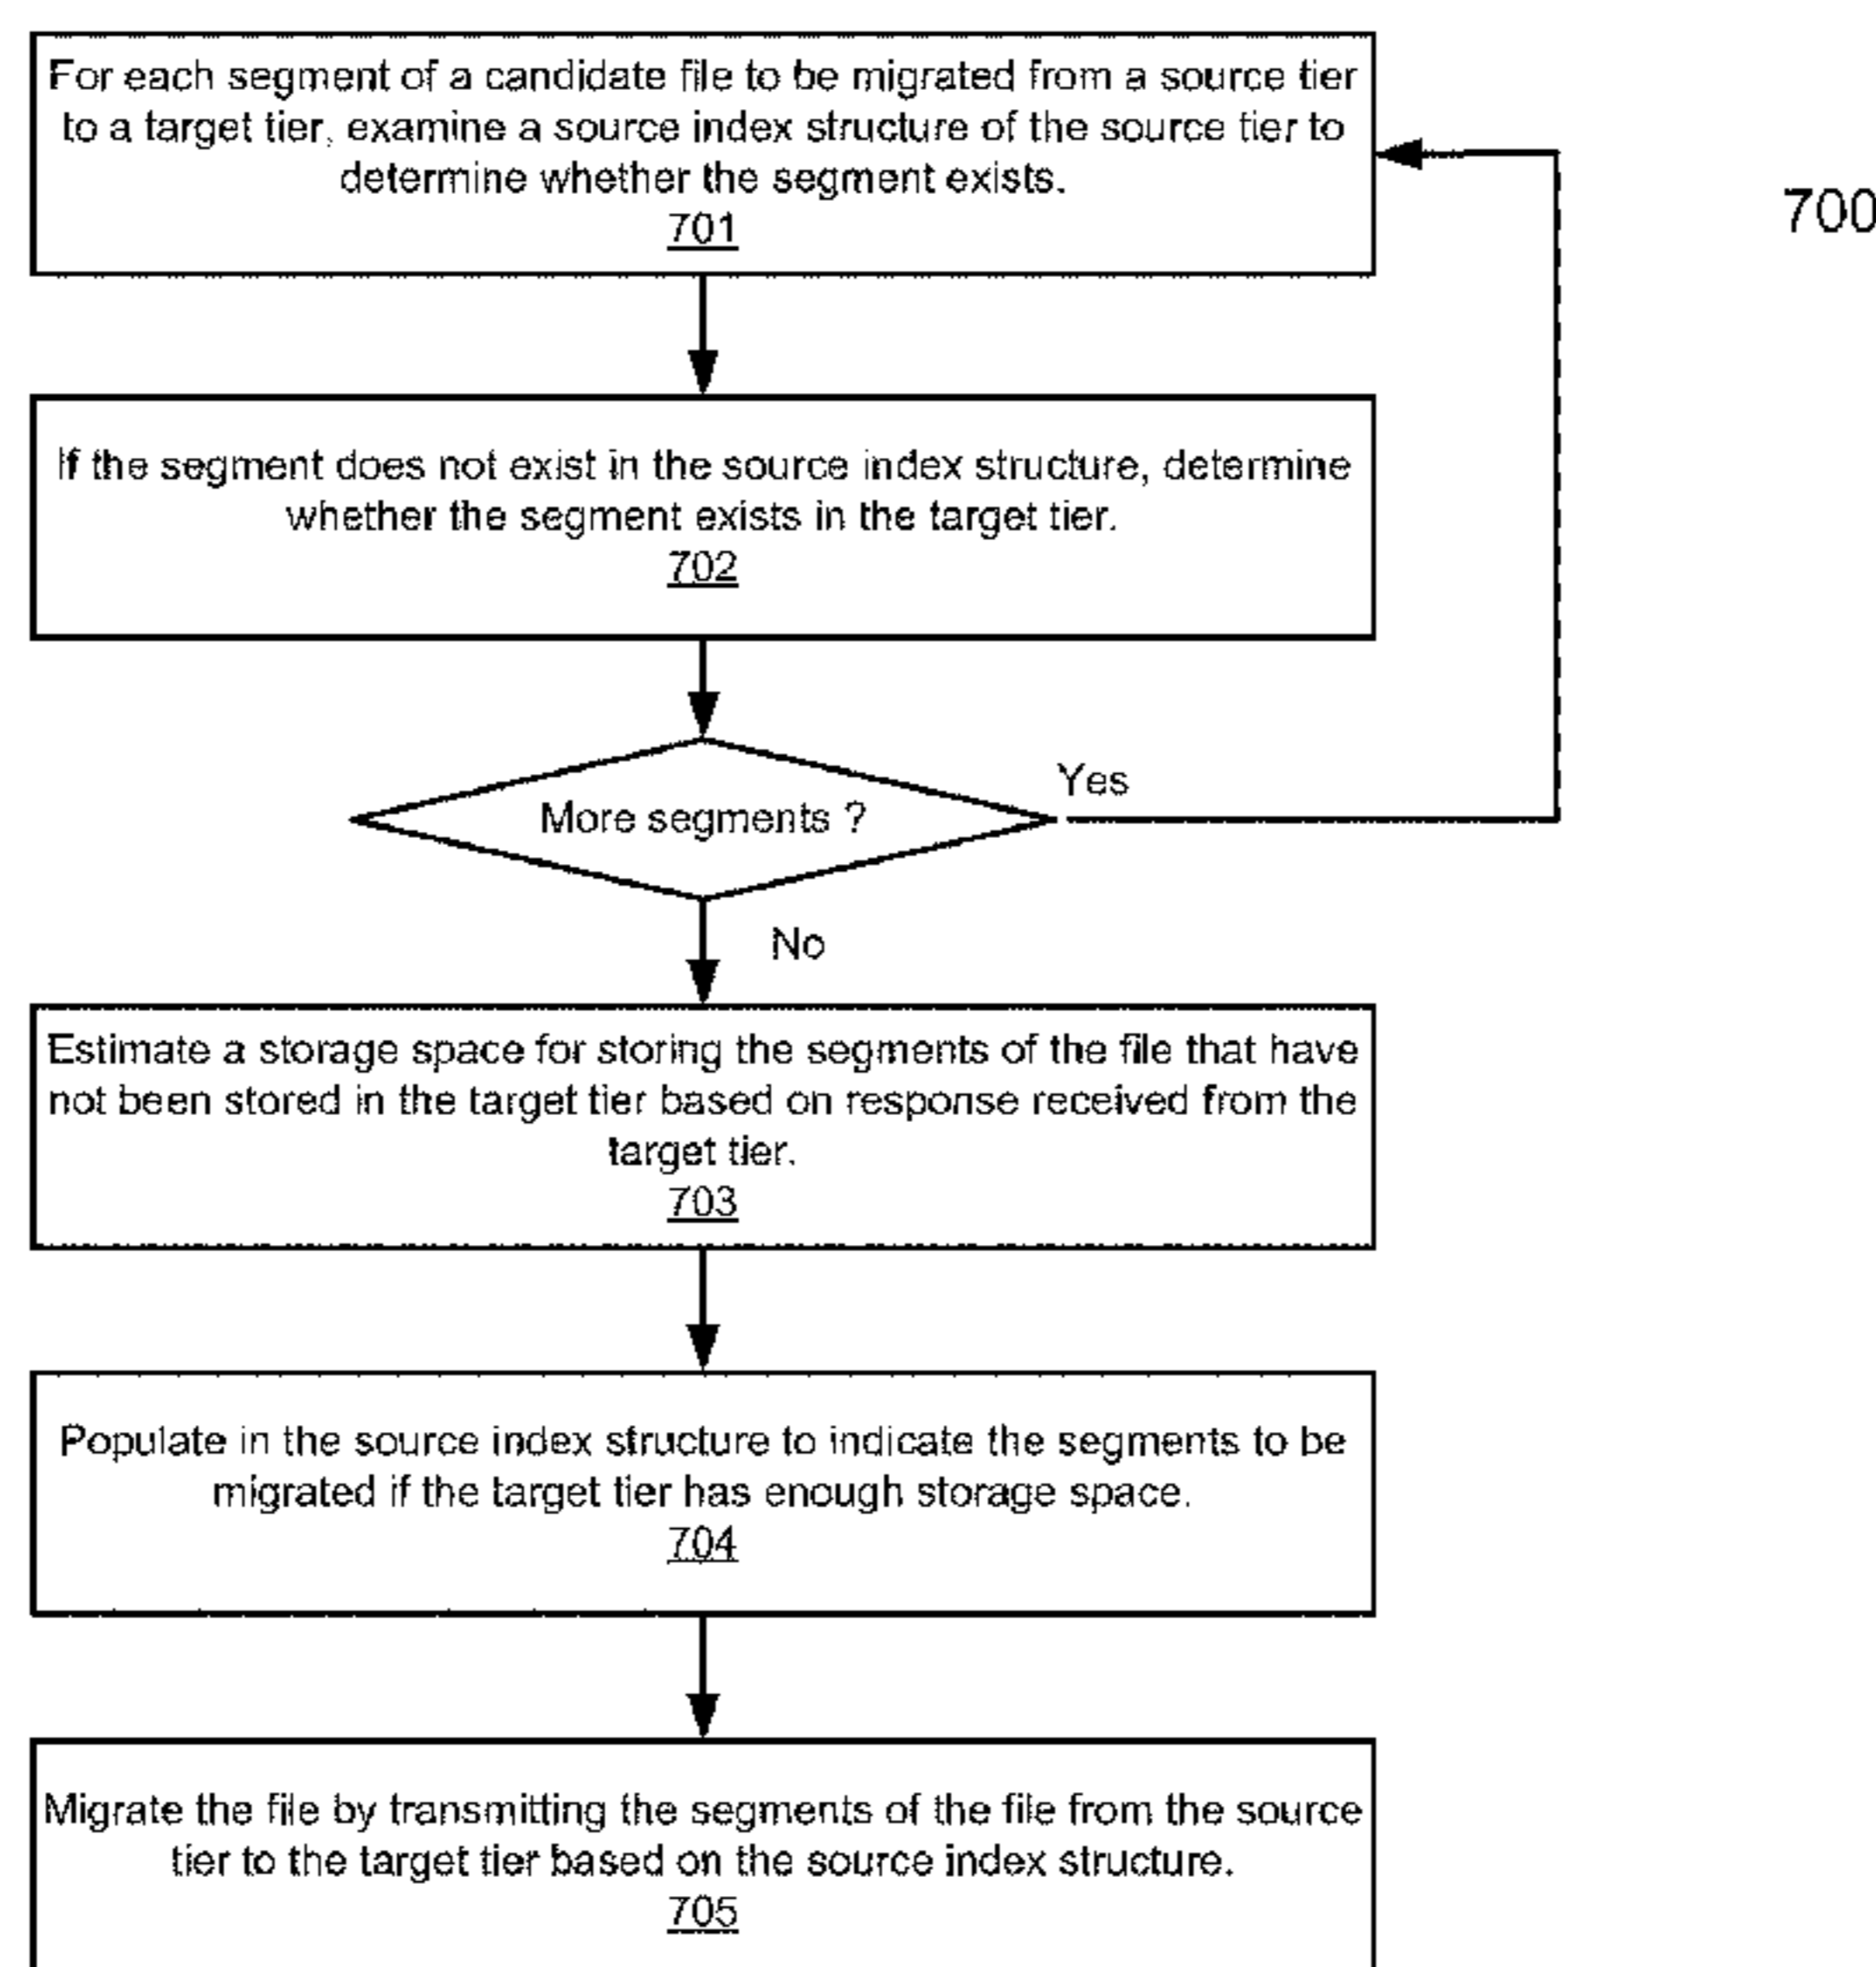 For each segment of a candidate file to be migrated from a source tier
to a target tier, examine a source index structure of the source tier to
determine whether the segment exists.
701
700
If the segment does not exist in the source index structure, determine
whether the segment exists in the target tier.
702
More segments ?
Yes
No
Estimate a storage space for storing the segments of the file that have
not been stored in the target tier based on response received from the
target tier.
703
Populate in the source index structure to indicate the segments to be
migrated if the target tier has enough storage space.
704
Migrate the file by transmitting the segments of the file from the source
tier to the target tier based on the source index structure.
705